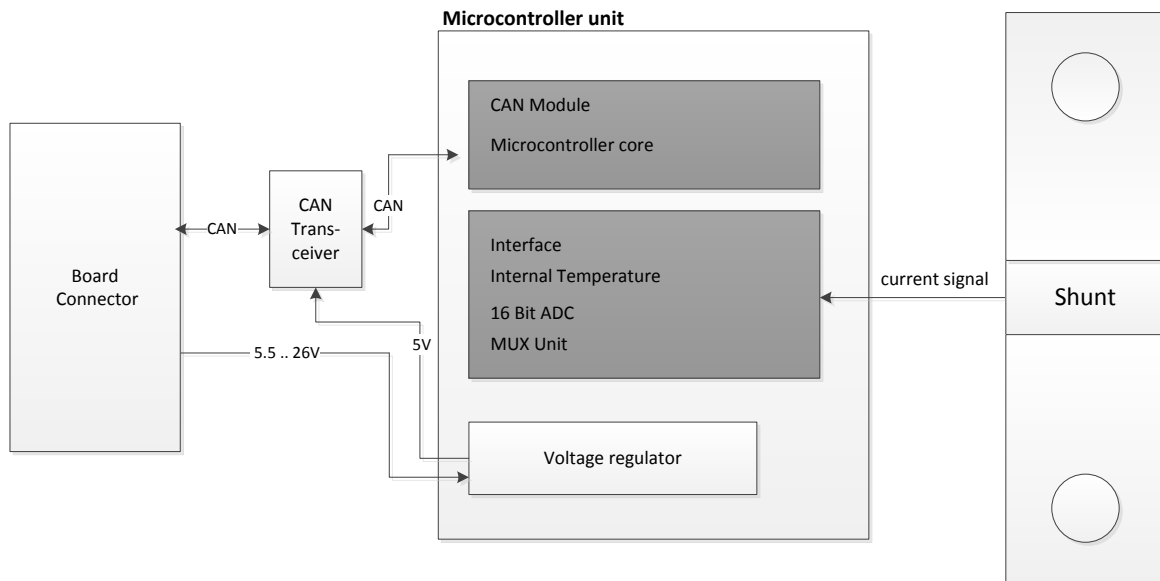 Microcontroller unit
CAN Module
Microcontroller core
CAN
Trans-
ceiver
CAN
CAN
Interface
Internal Temperature
16 Bit ADC
MUX Unit
Board
Connector
current signal
Shunt
5V
5.5 .. 26V
Voltage regulator